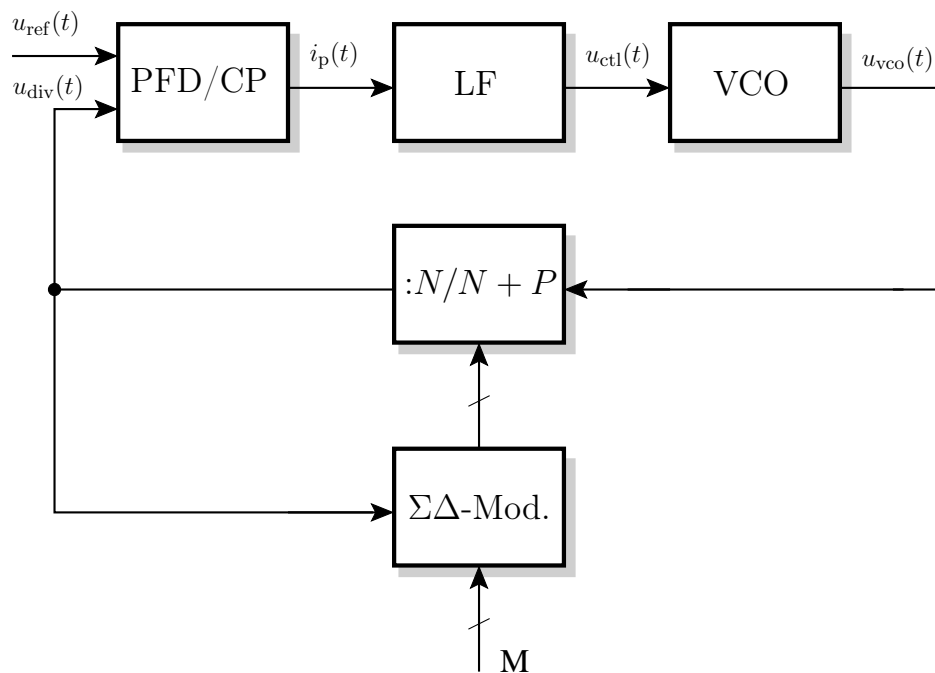 u_ref(t)
u_div(t)
PFD/CP
i_p(t)
LF
u_ctl(t)
VCO
u_vco(t)
:N/N + P
ΣΔ-Mod.
M